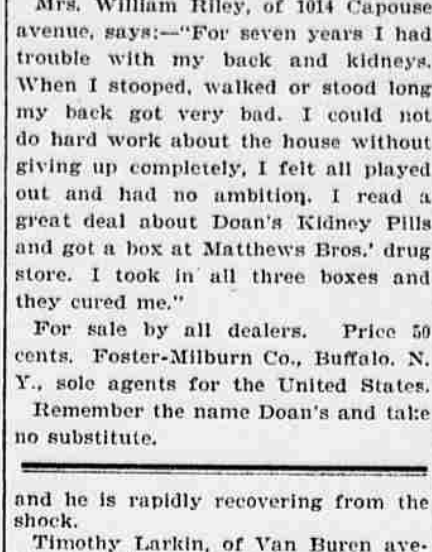 Mrs. William Riley, of 1014 Capouse
avenue, says:—"For seven years I had
trouble with my back and kidneys.
When I stooped, walked or stood long
my back got very bad. I could not
do hard work about the house without
giving up completely, I felt all played
out and had no ambition. I read a
great deal about Doan's Kidney Pills
and got a box at Matthews Bros.' drug
store. I took in all three boxes and
they cured me."
For sale by all dealers. Price 50
cents. Foster-Milburn Co., Buffalo. N.
Y., sole agents for the United States.
Remember the name Doan's and take
no substitute.
and he is rapidly recovering from the
shock.
Timothy Larkin, of Van Buren ave-